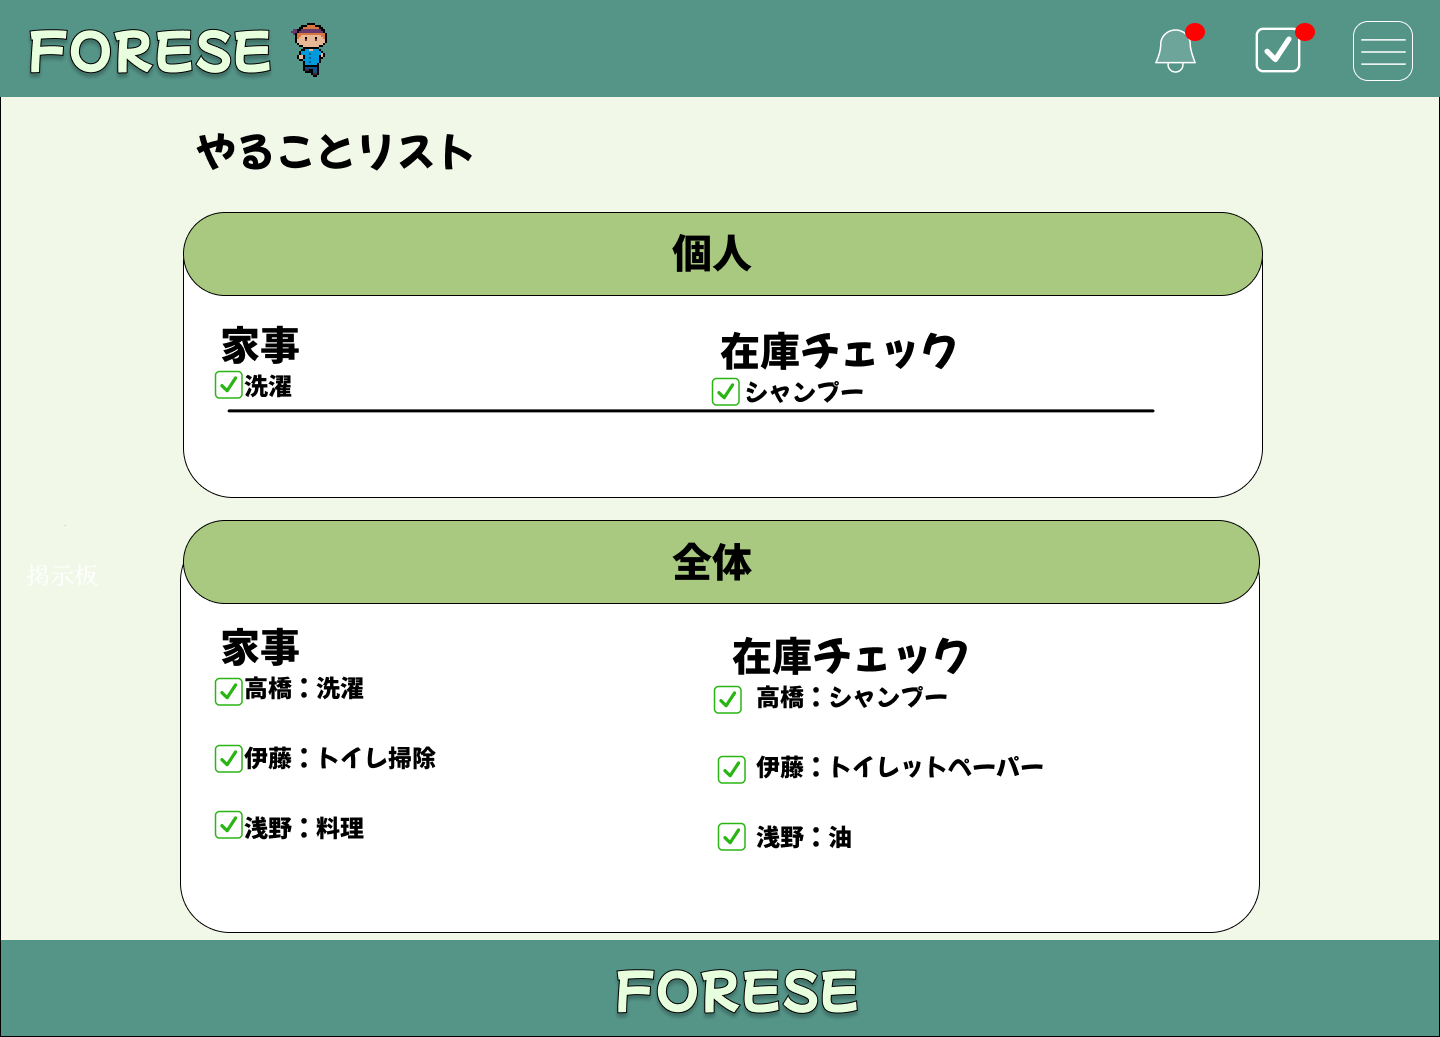 FORESE
やることリスト
個人
家事
洗濯
在庫チェック
シャンプー
掲示板
全体
家事
高橋：洗濯
伊藤：トイレ掃除
浅野：料理
在庫チェック
高橋：シャンプー
伊藤：トイレットペーパー
浅野：油
FORESE